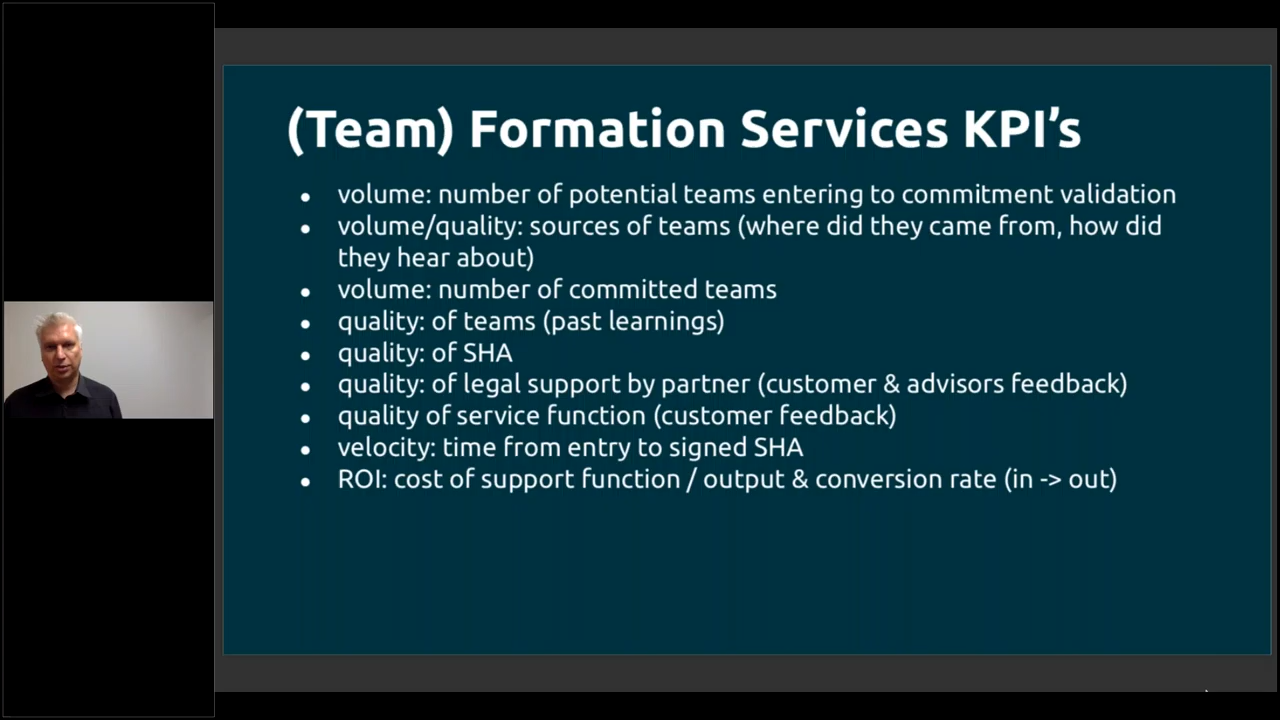 (Team) Formation Services KPI’s
• volume: number of potential teams entering to commitment validation
• volume/quality: sources of teams (where did they came from, how did
they hear about)
• volume: number of committed teams
• quality: of teams (past learnings)
• quality: of SHA
• quality: of legal support by partner (customer & advisors feedback)
• quality of service function (customer feedback)
• velocity: time from entry to signed SHA
• ROI: cost of support function / output & conversion rate (in -> out)